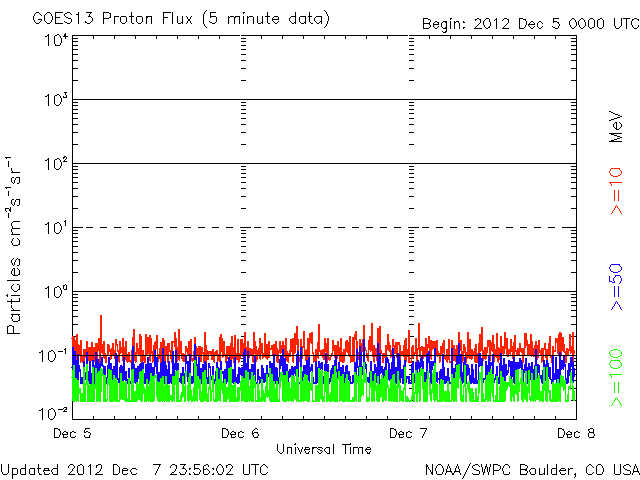 GOES13 Proton Flux (5 minute data)
Begin: 2012 Dec 5 0000 UTC
10⁴
10³
10²
10¹
10⁰
10⁻¹
10⁻²
Particles cm⁻²s⁻¹sr⁻¹
MeV
>=10
>=50
>=100
Dec 5
Dec 6
Dec 7
Dec 8
Universal Time
Updated 2012 Dec 7 23:56:02 UTC
NOAA/SWPC Boulder, CO USA